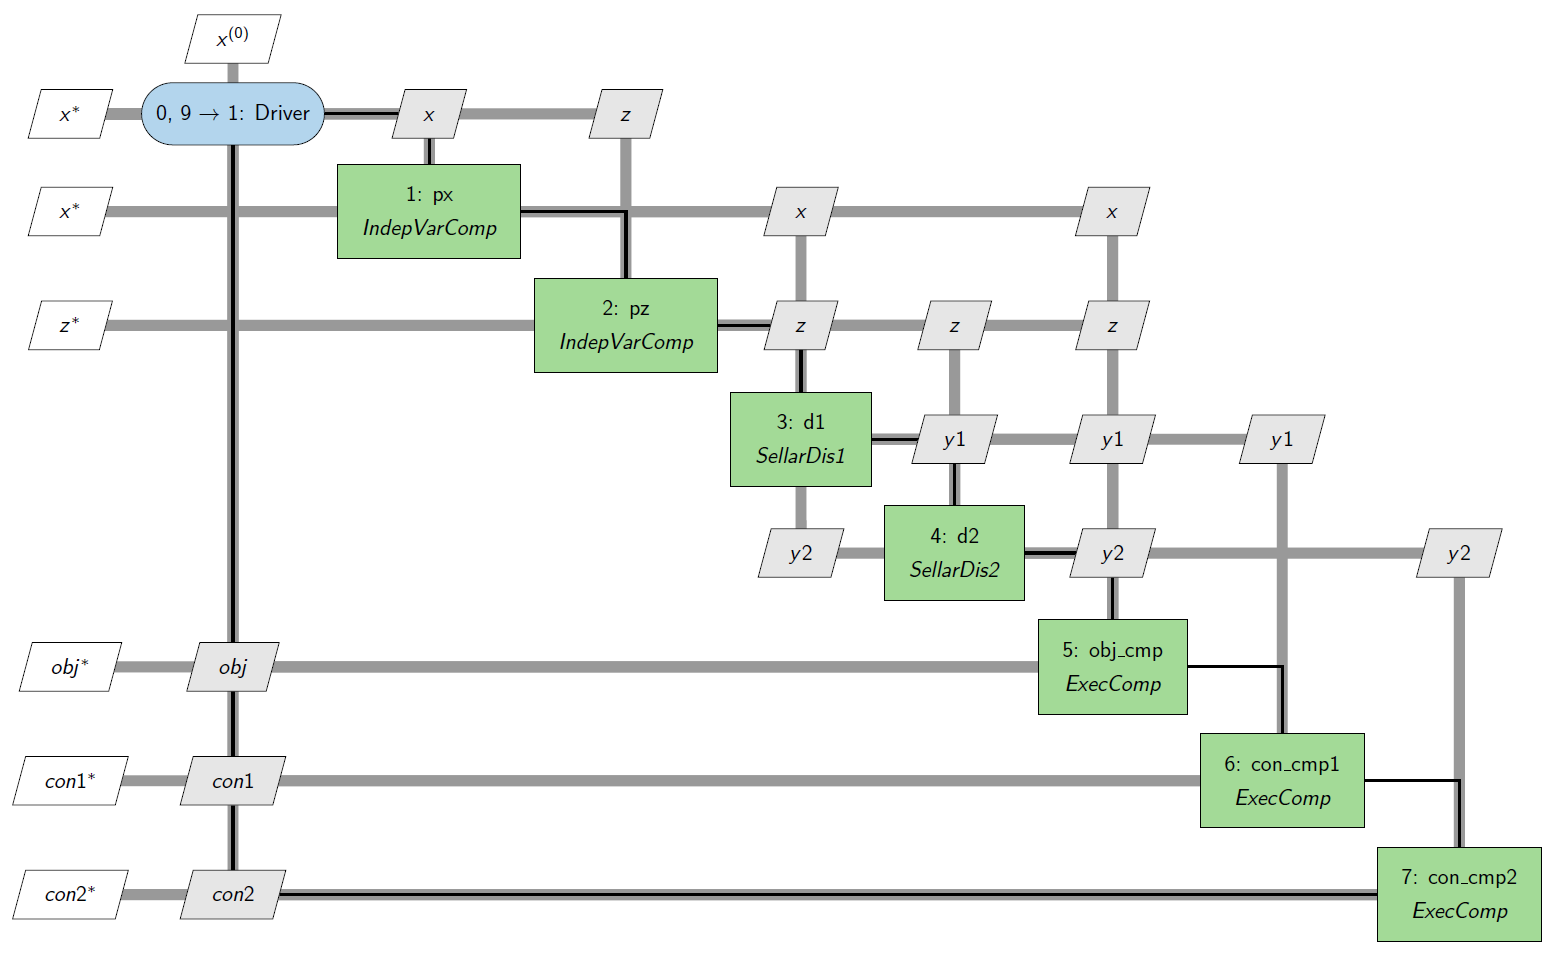 x(0)
x* 0, 9 → 1: Driver x z
1: px
x* x x
IndepVarComp
2: pz
z* z z z
IndepVarComp
3: d1
y1 y1 y1
SellarDis1
4: d2
y2 y2 y2
SellarDis2
5: obj_cmp
obj* obj
ExecComp
6: con_cmp1
con1* con1
ExecComp
7: con_cmp2
con2* con2
ExecComp